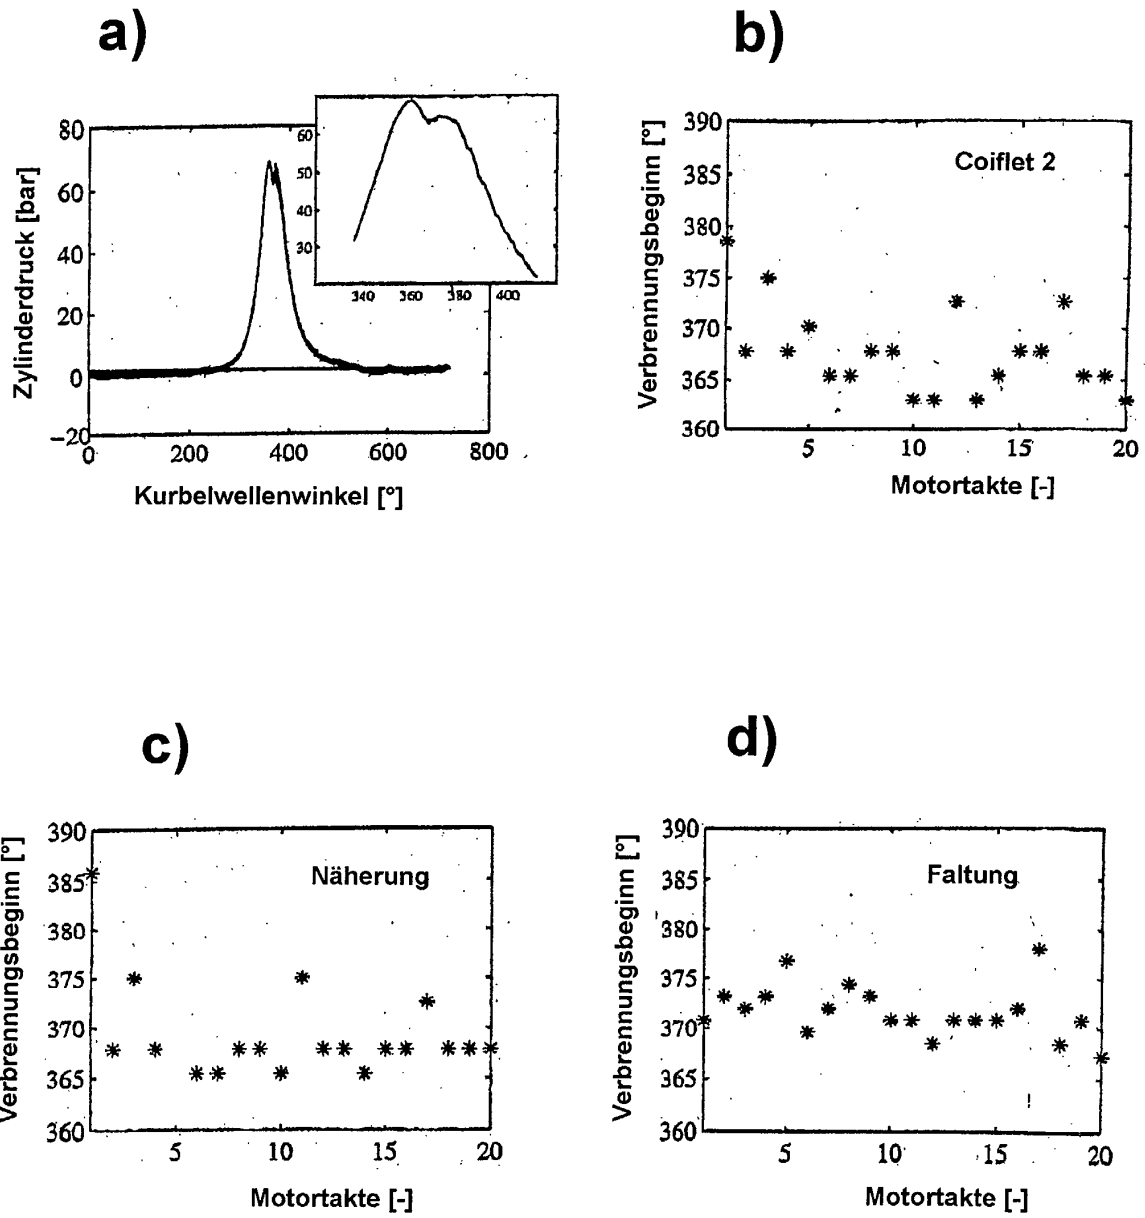 a)
Zylinderdruck [bar]
80
60
40
20
0
−20
0 200 400 600 800
Kurbelwellenwinkel [°]
60
50
40
30
340 360 380 400
b)
Verbrennungsbeginn [°]
390
385
380
375
370
365
360
Coiflet 2
5 10 15 20
Motortakte [-]
c)
Verbrennungsbeginn [°]
390
385
380
375
370
365
360
Näherung
5 10 15 20
Motortakte [-]
d)
Verbrennungsbeginn [°]
390
385
380
375
370
365
360
Faltung
5 10 15 20
Motortakte [-]